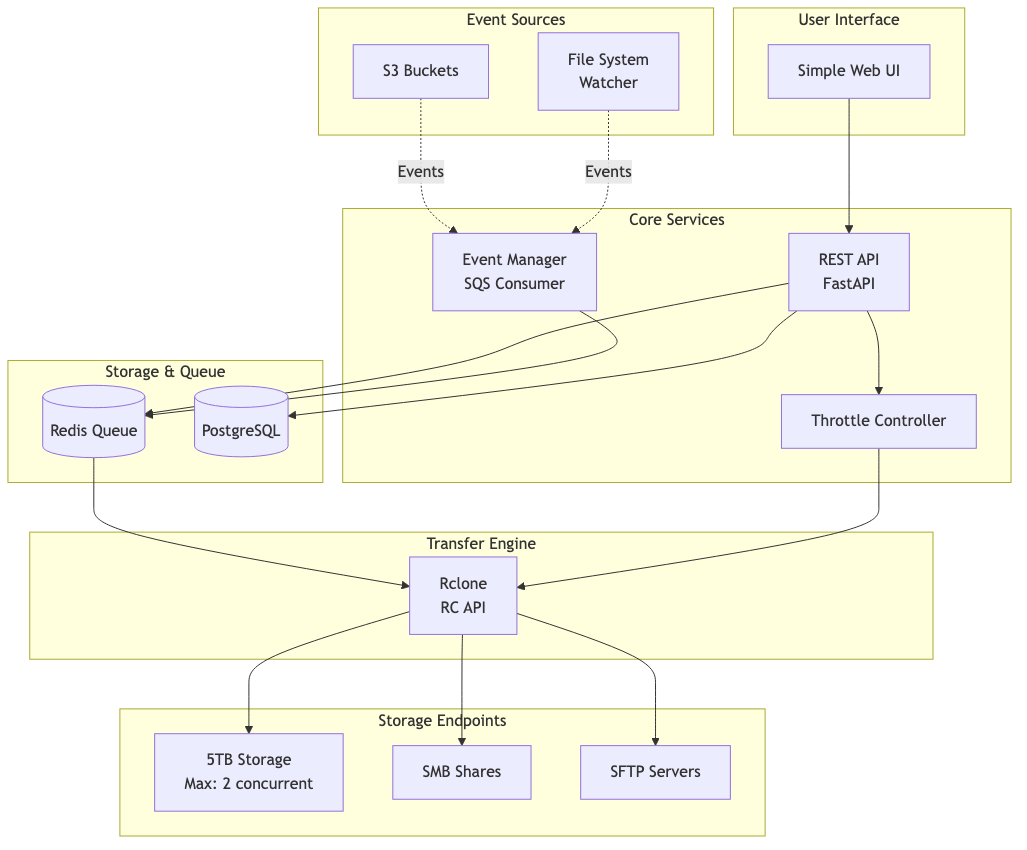 Event Sources
User Interface
S3 Buckets
File System
Watcher
Simple Web UI
Events
Events
Core Services
Event Manager
SQS Consumer
REST API
FastAPI
Storage & Queue
Redis Queue
PostgreSQL
Throttle Controller
Transfer Engine
Rclone
RC API
Storage Endpoints
5TB Storage
Max: 2 concurrent
SMB Shares
SFTP Servers